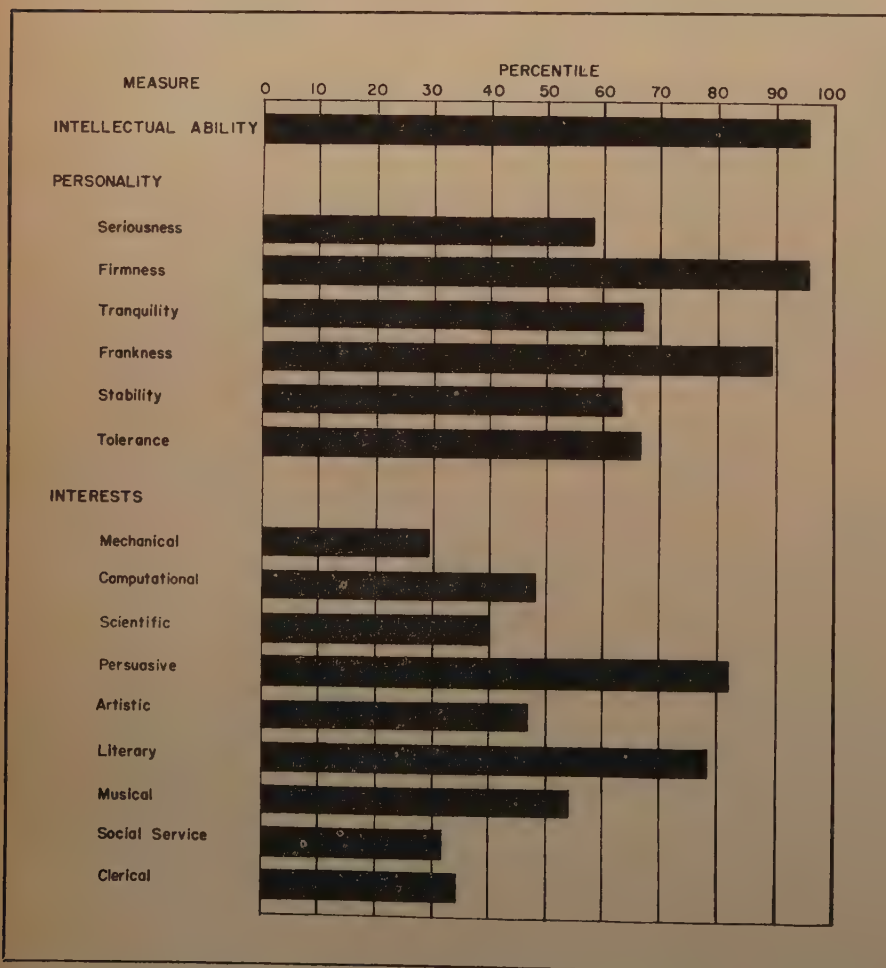 PERCENTILE
MEASURE
0 10 20 30 40 50 60 70 80 90 100
INTELLECTUAL ABILITY
PERSONALITY
Seriousness
Firmness
Tranquility
Frankness
Stability
Tolerance
INTERESTS
Mechanical
Computational
Scientific
Persuasive
Artistic
Literary
Musical
Social Service
Clerical